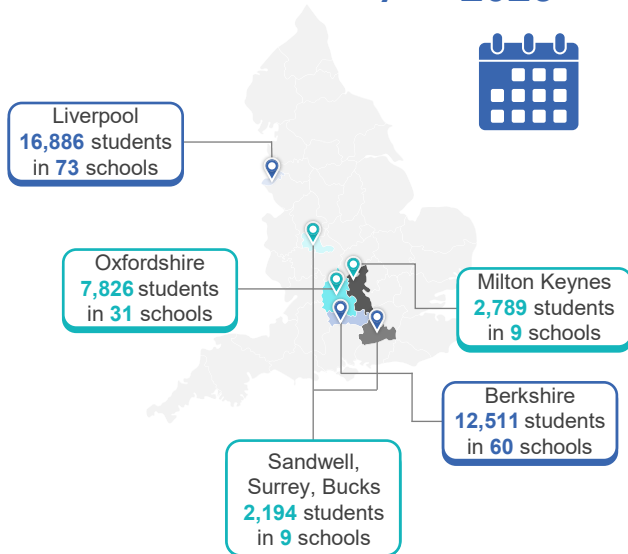 Liverpool
16,886 students
in 73 schools
Oxfordshire
7,826 students
in 31 schools
Milton Keynes
2,789 students
in 9 schools
Berkshire
12,511 students
in 60 schools
Sandwell,
Surrey, Bucks
2,194 students
in 9 schools